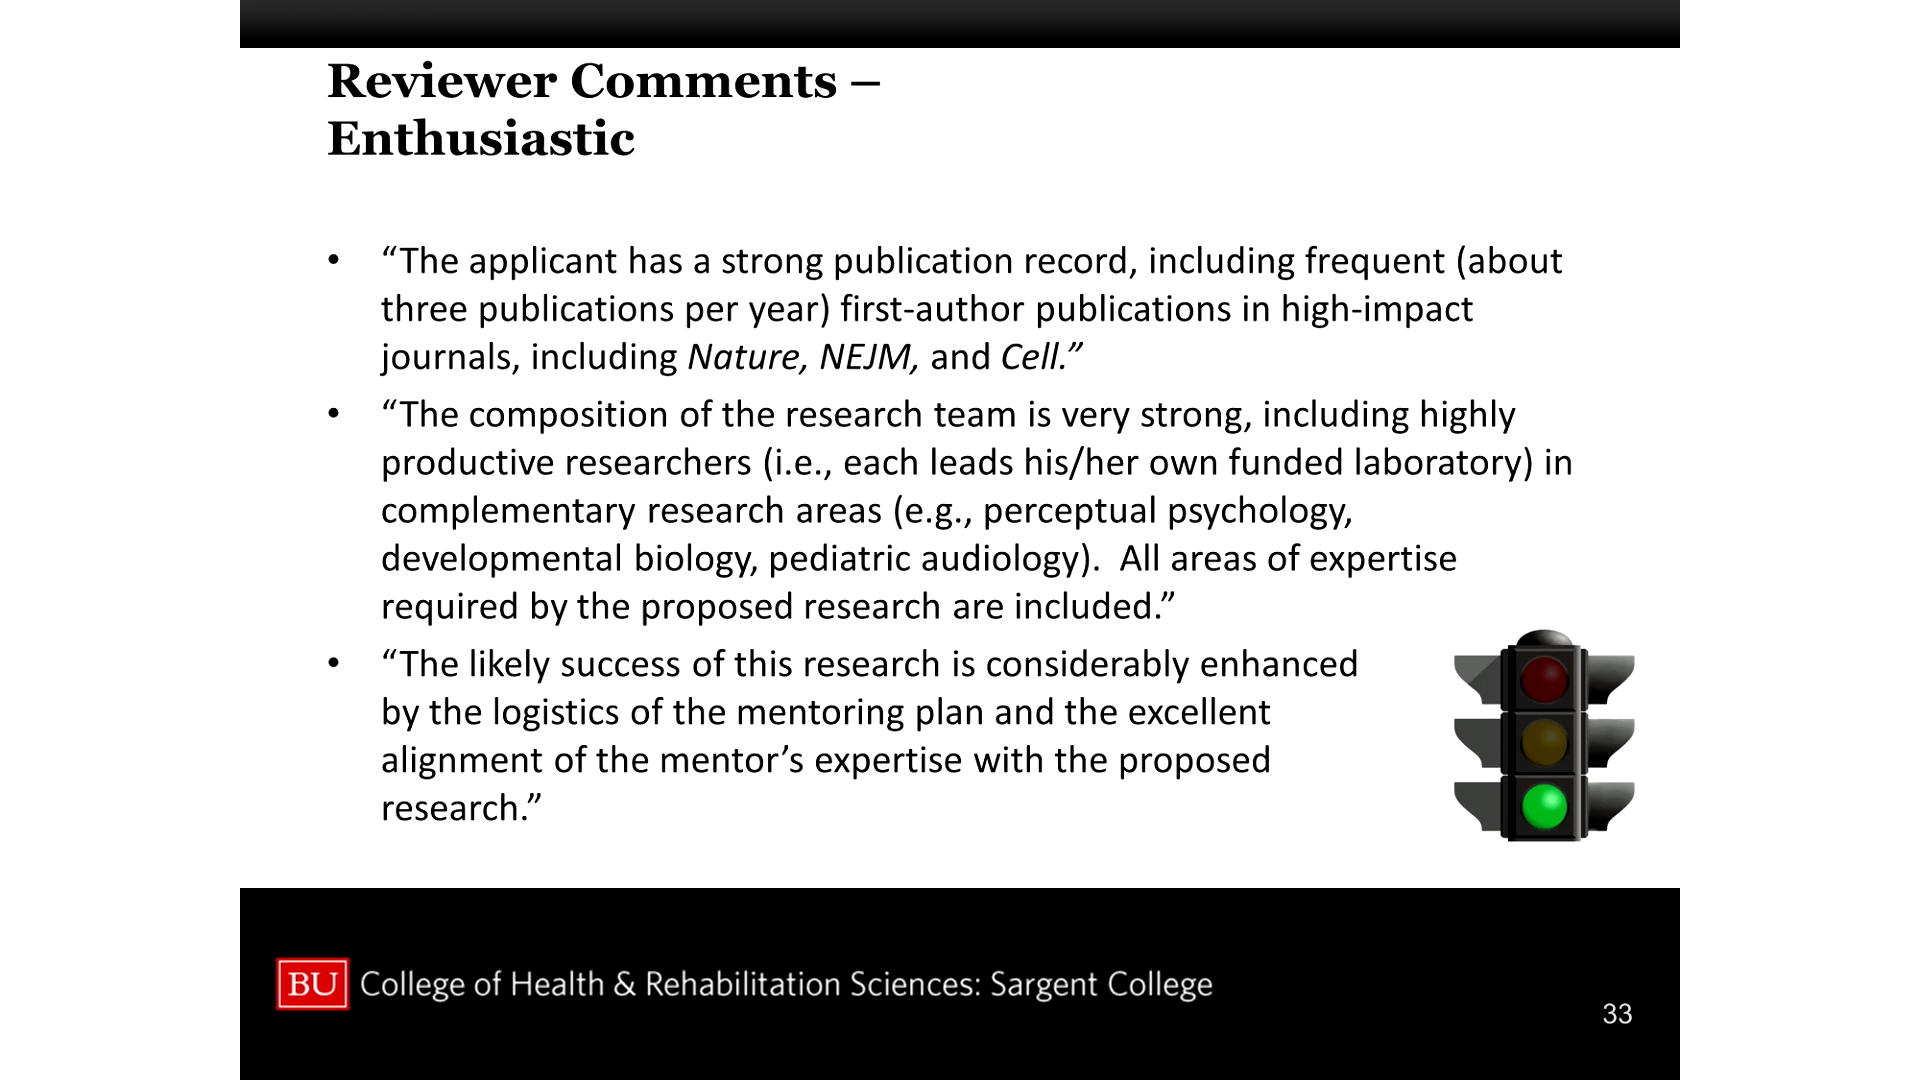 Reviewer Comments –
Enthusiastic
• “The applicant has a strong publication record, including frequent (about
three publications per year) first-author publications in high-impact
journals, including Nature, NEJM, and Cell.”
• “The composition of the research team is very strong, including highly
productive researchers (i.e., each leads his/her own funded laboratory) in
complementary research areas (e.g., perceptual psychology,
developmental biology, pediatric audiology).  All areas of expertise
required by the proposed research are included.”
• “The likely success of this research is considerably enhanced
by the logistics of the mentoring plan and the excellent
alignment of the mentor’s expertise with the proposed
research.”
BU College of Health & Rehabilitation Sciences: Sargent College
33